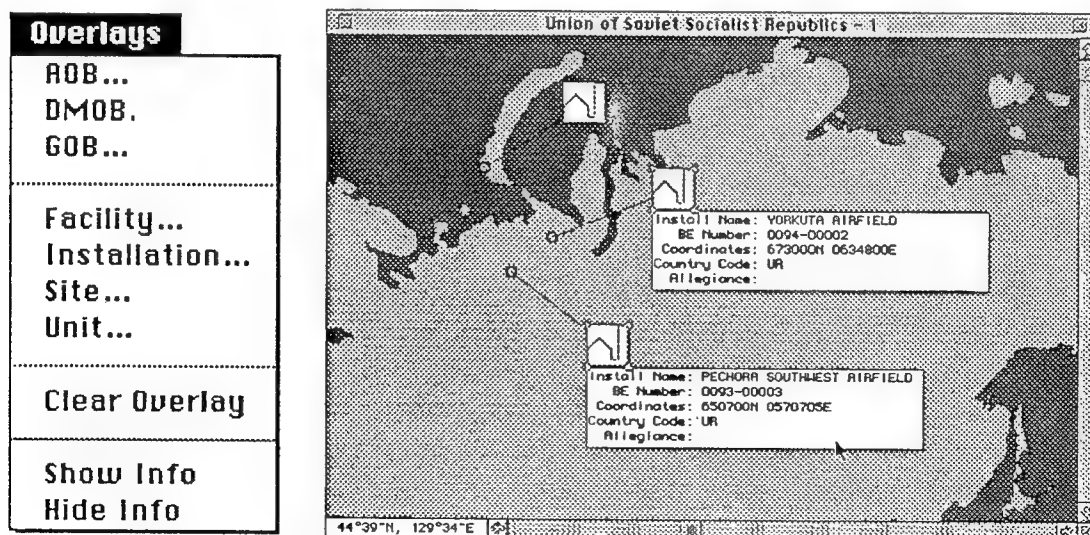 Overlays
AOB...
DMOB.
GOB...
Facility...
Installation...
Site...
Unit...
Clear Overlay
Show Info
Hide Info
Union of Soviet Socialist Republics - 1
Install Name: YORKUTA AIRFIELD
BE Number: 0094-00002
Coordinates: 673000N 0634800E
Country Code: UR
Allegiance:
Install Name: PECHORA SOUTHWEST AIRFIELD
BE Number: 0093-00003
Coordinates: 650700N 0570705E
Country Code: UR
Allegiance:
44°39"N, 129°34"E